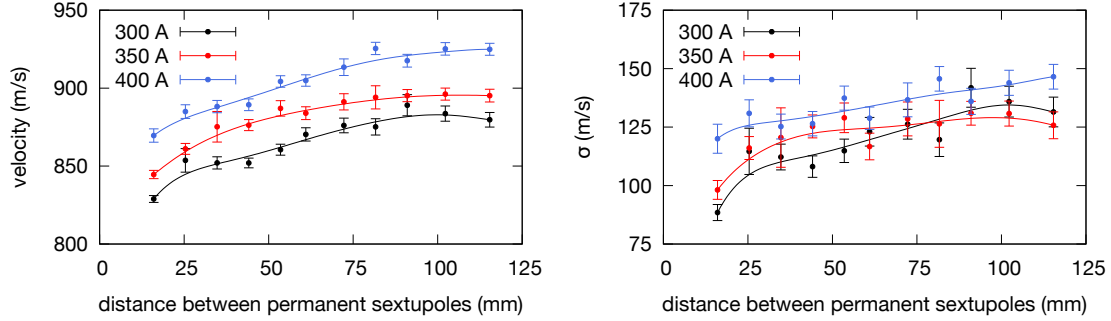 950
900
850
800
velocity (m/s)
300 A
350 A
400 A
0 25 50 75 100 125
distance between permanent sextupoles (mm)
175
150
125
100
75
σ (m/s)
300 A
350 A
400 A
0 25 50 75 100 125
distance between permanent sextupoles (mm)